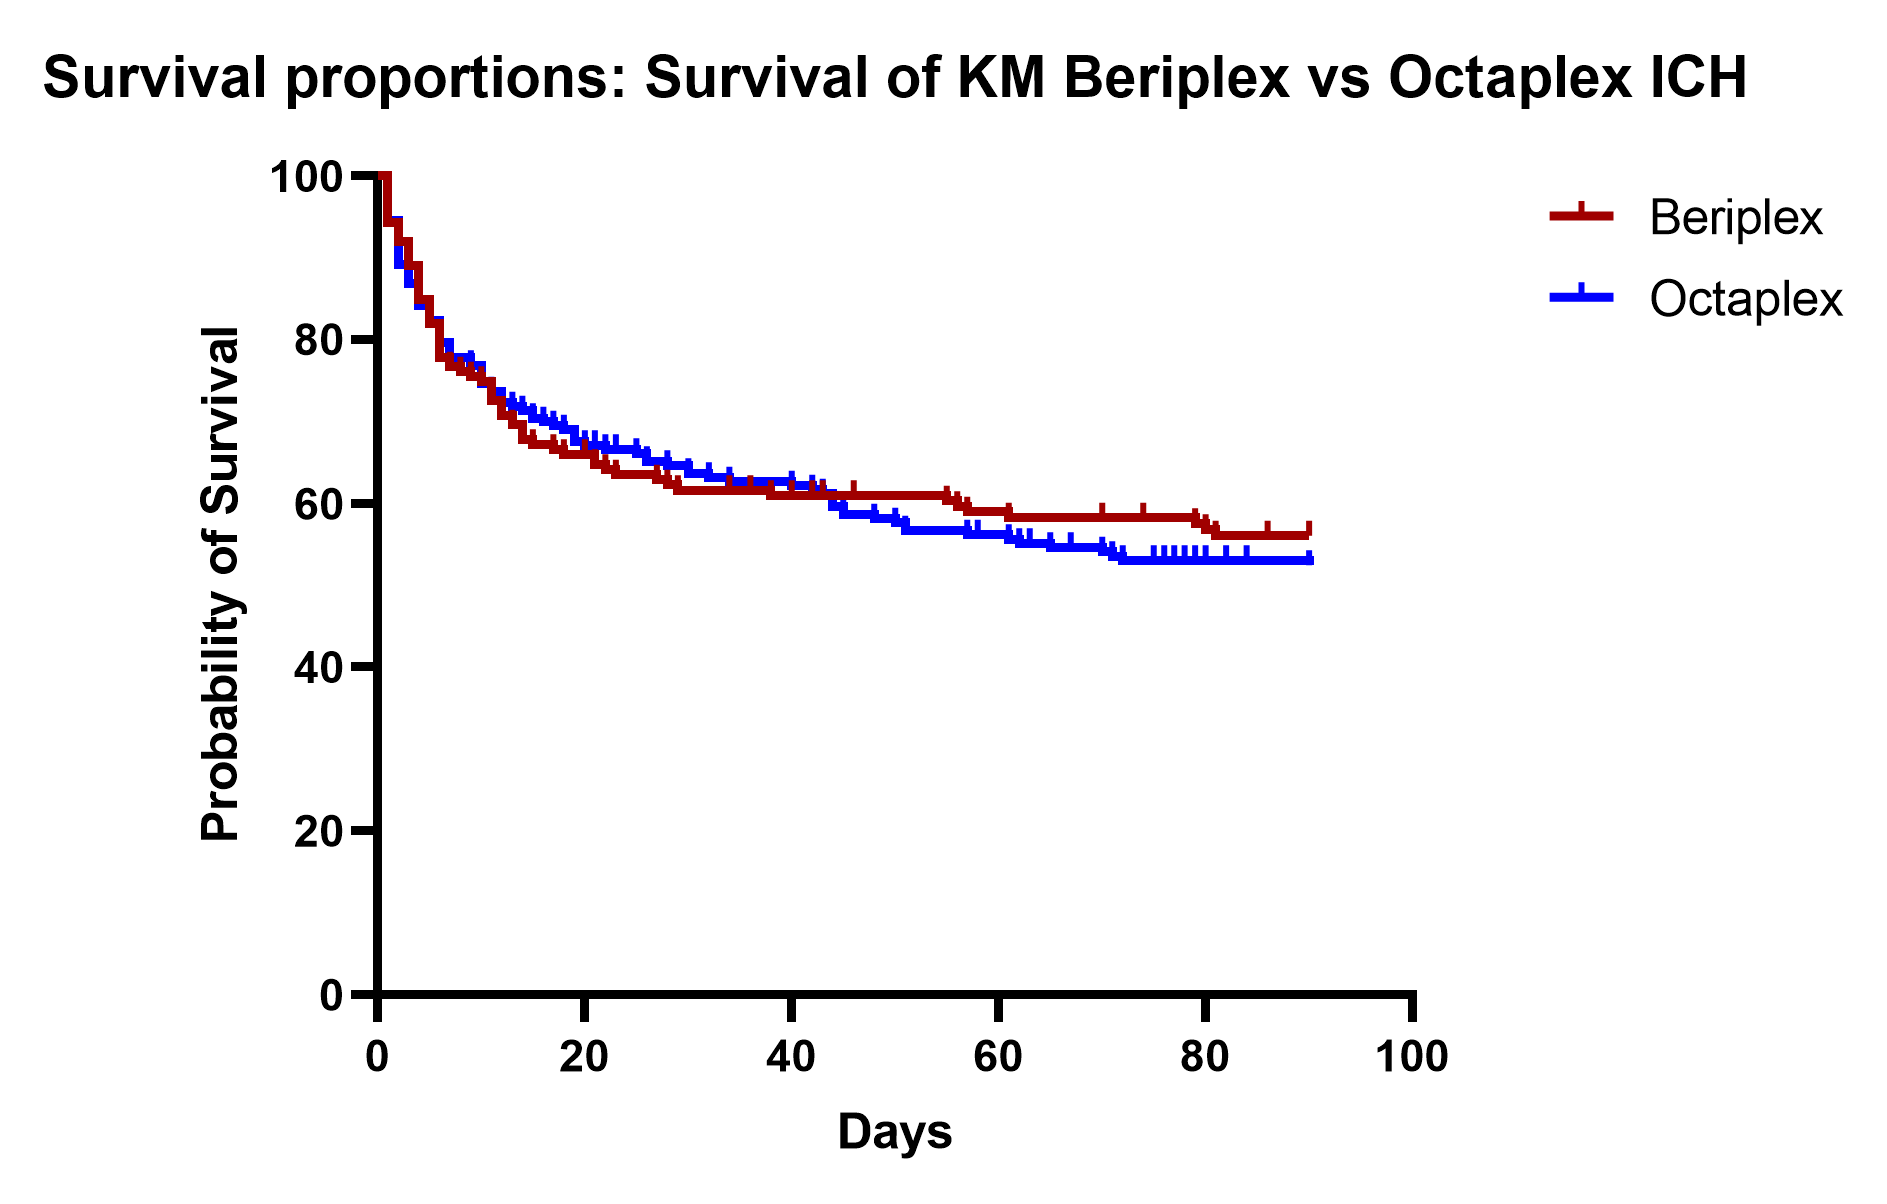 Survival proportions: Survival of KM Beriplex vs Octaplex ICH
Beriplex
Octaplex
Probability of Survival
100
80
60
40
20
0
0 20 40 60 80 100
Days